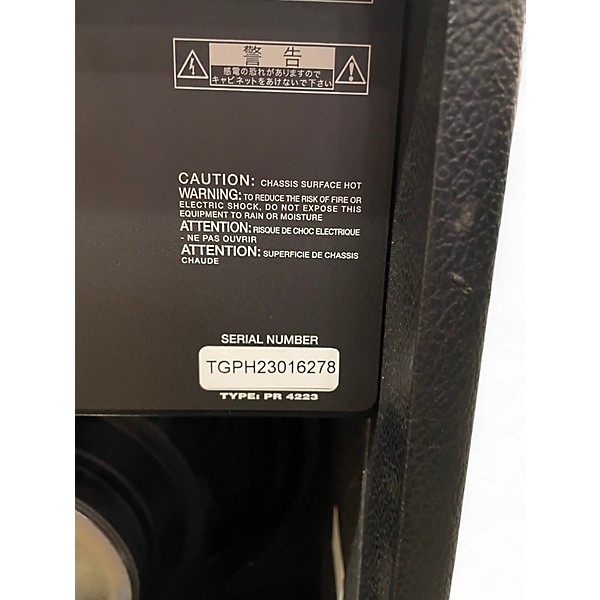 警 告
感電の恐れがありますので
キャビネットをあけないで下さい
CAUTION: CHASSIS SURFACE HOT
WARNING: TO REDUCE THE RISK OF FIRE OR
ELECTRIC SHOCK, DO NOT EXPOSE THIS
EQUIPMENT TO RAIN OR MOISTURE
ATTENTION: RISQUE DE CHOC ELECTRIQUE
- NE PAS OUVRIR
ATTENTION: SUPERFICIE DE CHASSIS
CHAUDE
SERIAL NUMBER
TGPH23016278
TYPE: PR 4223